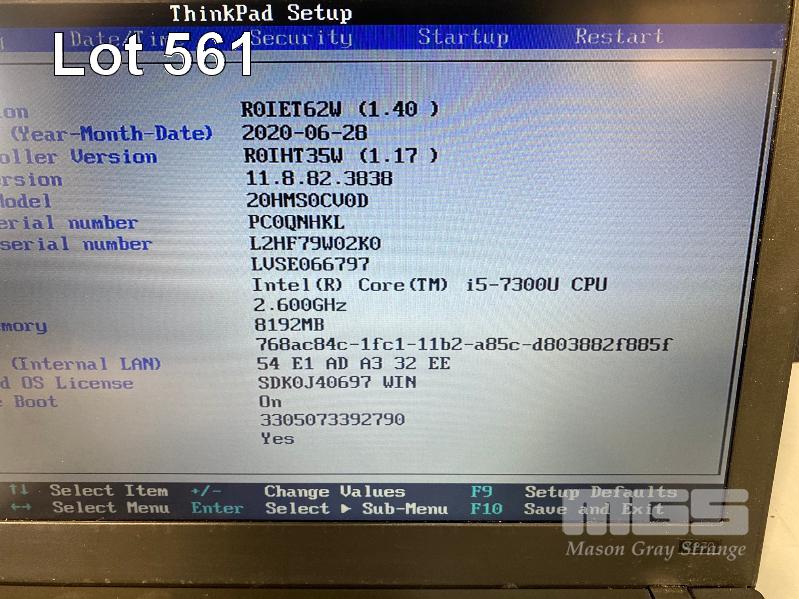 ThinkPad Setup
Date/Time Security Startup Restart
Lot 561
ion R0IET62W (1.40 )
(Year-Month-Date) 2020-06-28
oller Version R0IHT35W (1.17 )
rsion 11.8.82.3838
Model 20HMS0CV0D
erial number PC0QNHKL
serial number L2HF79W02K0
LVSE066797
Intel(R) Core(TM) i5-7300U CPU
2.600GHz
mory 8192MB
768ac84c-1fc1-11b2-a85c-d803882f885f
(Internal LAN) 54 E1 AD A3 32 EE
d OS License SDK0J40697 WIN
e Boot On
3305073392790
Yes
↑↓ Select Item +/- Change Values F9 Setup Defaults
←→ Select Menu Enter Select ▶ Sub-Menu F10 Save and Exit
MGS
Mason Gray Strange